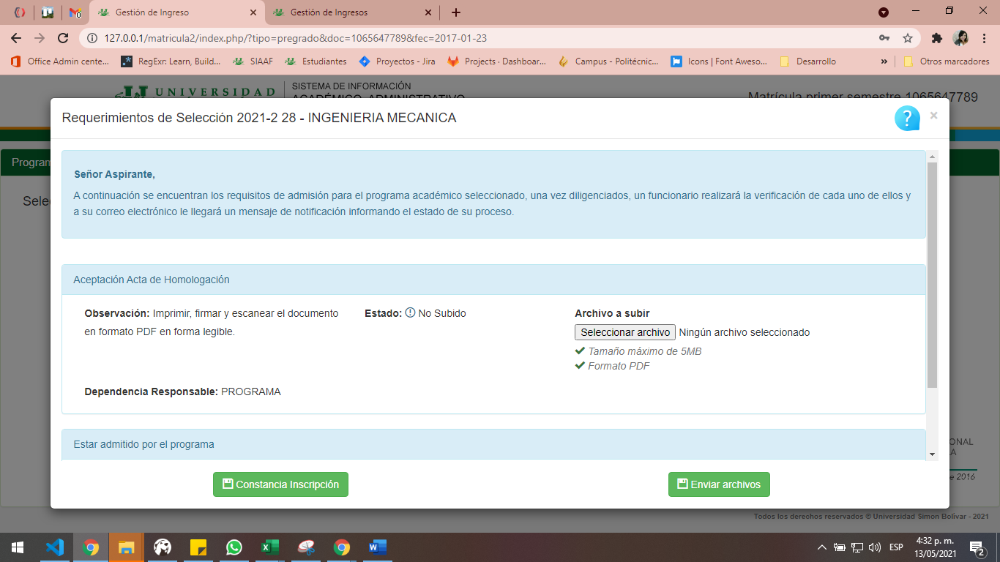 Gestión de Ingreso
Gestión de Ingresos
127.0.0.1/matricula2/index.php/?tipo=pregrado&doc=1065647789&fec=2017-01-23
Office Admin cente...
RegExr: Learn, Build...
SIAAF
Estudiantes
Proyectos - Jira
Projects · Dashboar...
Campus - Politécnic...
Icons | Font Aweso...
Desarrollo
»
Otros marcadores
UNIVERSIDAD
SISTEMA DE INFORMACIÓN
ACADÉMICO - ADMINISTRATIVO
Matrícula primer semestre 1065647789
Requerimientos de Selección 2021-2 28 - INGENIERIA MECANICA
?
×
Program
Selec
Señor Aspirante,
A continuación se encuentran los requisitos de admisión para el programa académico seleccionado, una vez diligenciados, un funcionario realizará la verificación de cada uno de ellos y
a su correo electrónico le llegará un mensaje de notificación informando el estado de su proceso.
Aceptación Acta de Homologación
Observación: Imprimir, firmar y escanear el documento
en formato PDF en forma legible.
Estado: No Subido
Archivo a subir
Seleccionar archivo Ningún archivo seleccionado
Tamaño máximo de 5MB
Formato PDF
Dependencia Responsable: PROGRAMA
Estar admitido por el programa
Constancia Inscripción
Enviar archivos
ONAL
LA
e 2016
Todos los derechos reservados © Universidad Simon Bolivar - 2021
ESP
4:32 p. m.
13/05/2021
2